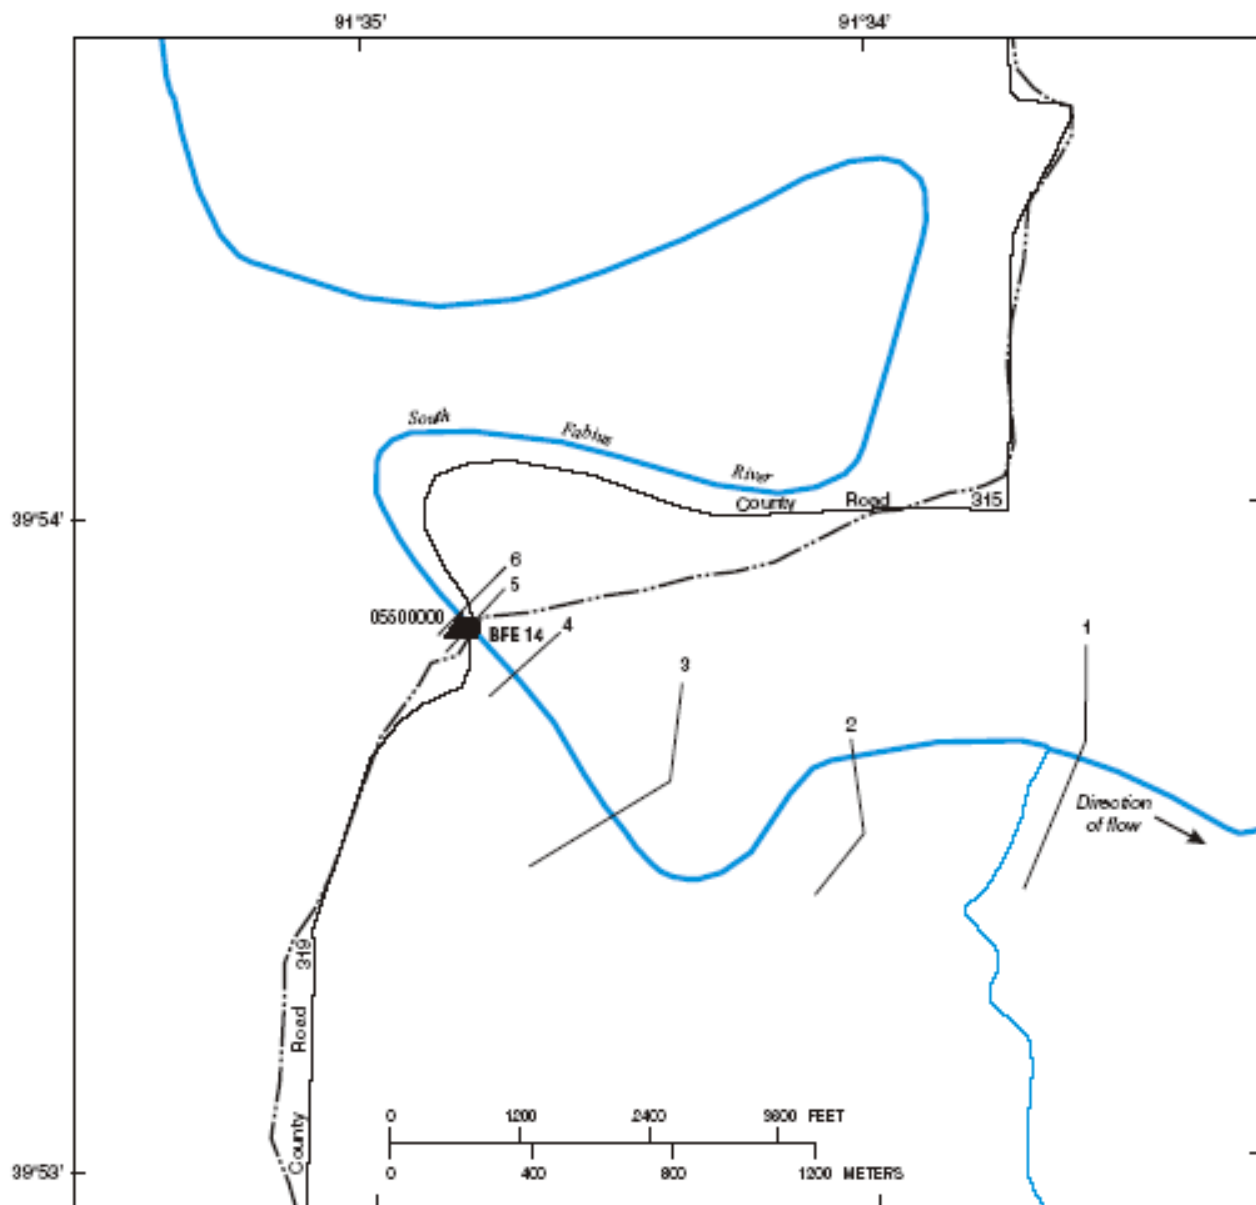 91°35' 91°34'
South Fabius River
39°54'
County Road 315
6
5
05500000
BFE 14
4
3
1
2
Direction
of flow
County Road 319
0 1200 2400 3600 FEET
39°53'
0 400 800 1200 METERS